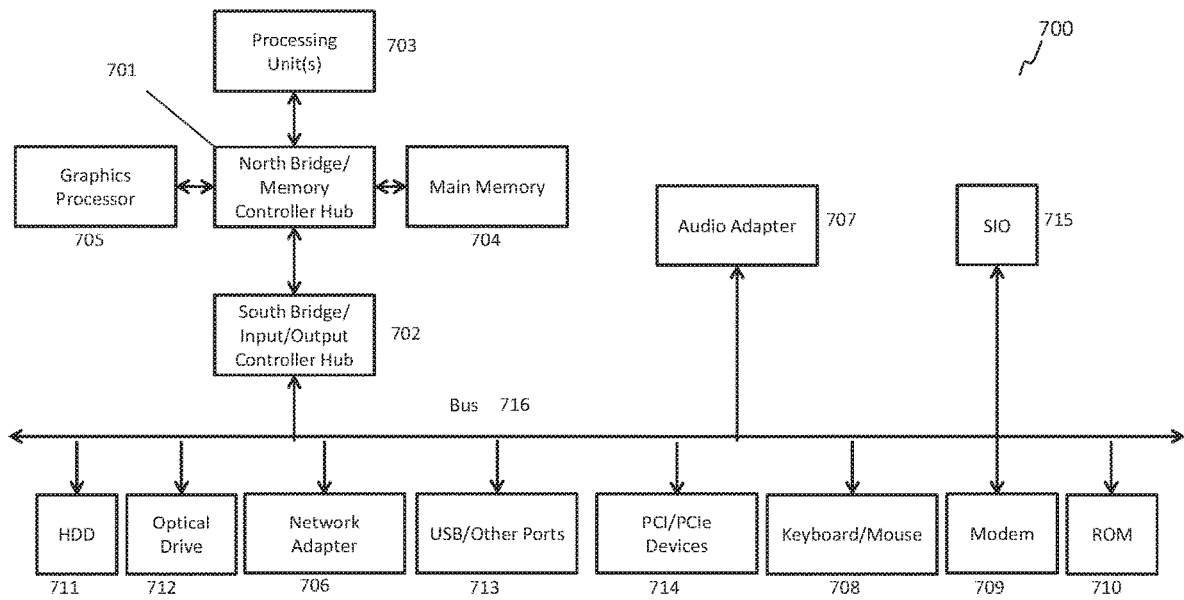 Processing
Unit(s)
703
700
701
Graphics
Processor
705
North Bridge/
Memory
Controller Hub
Main Memory
704
Audio Adapter
707
SIO
715
South Bridge/
Input/Output
Controller Hub
702
Bus 716
HDD
711
Optical
Drive
712
Network
Adapter
706
USB/Other Ports
713
PCI/PCIe
Devices
714
Keyboard/Mouse
708
Modem
709
ROM
710